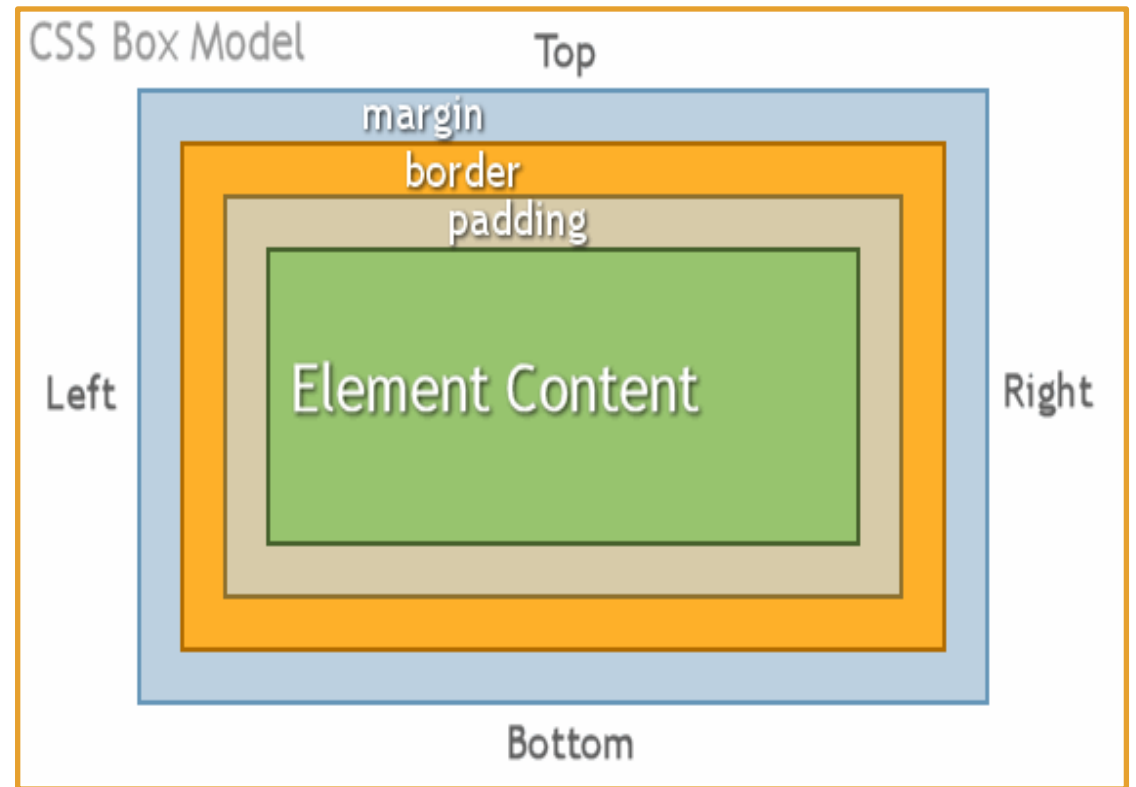 CSS Box Model
Top
margin
border
padding
Left
Element Content
Right
Bottom